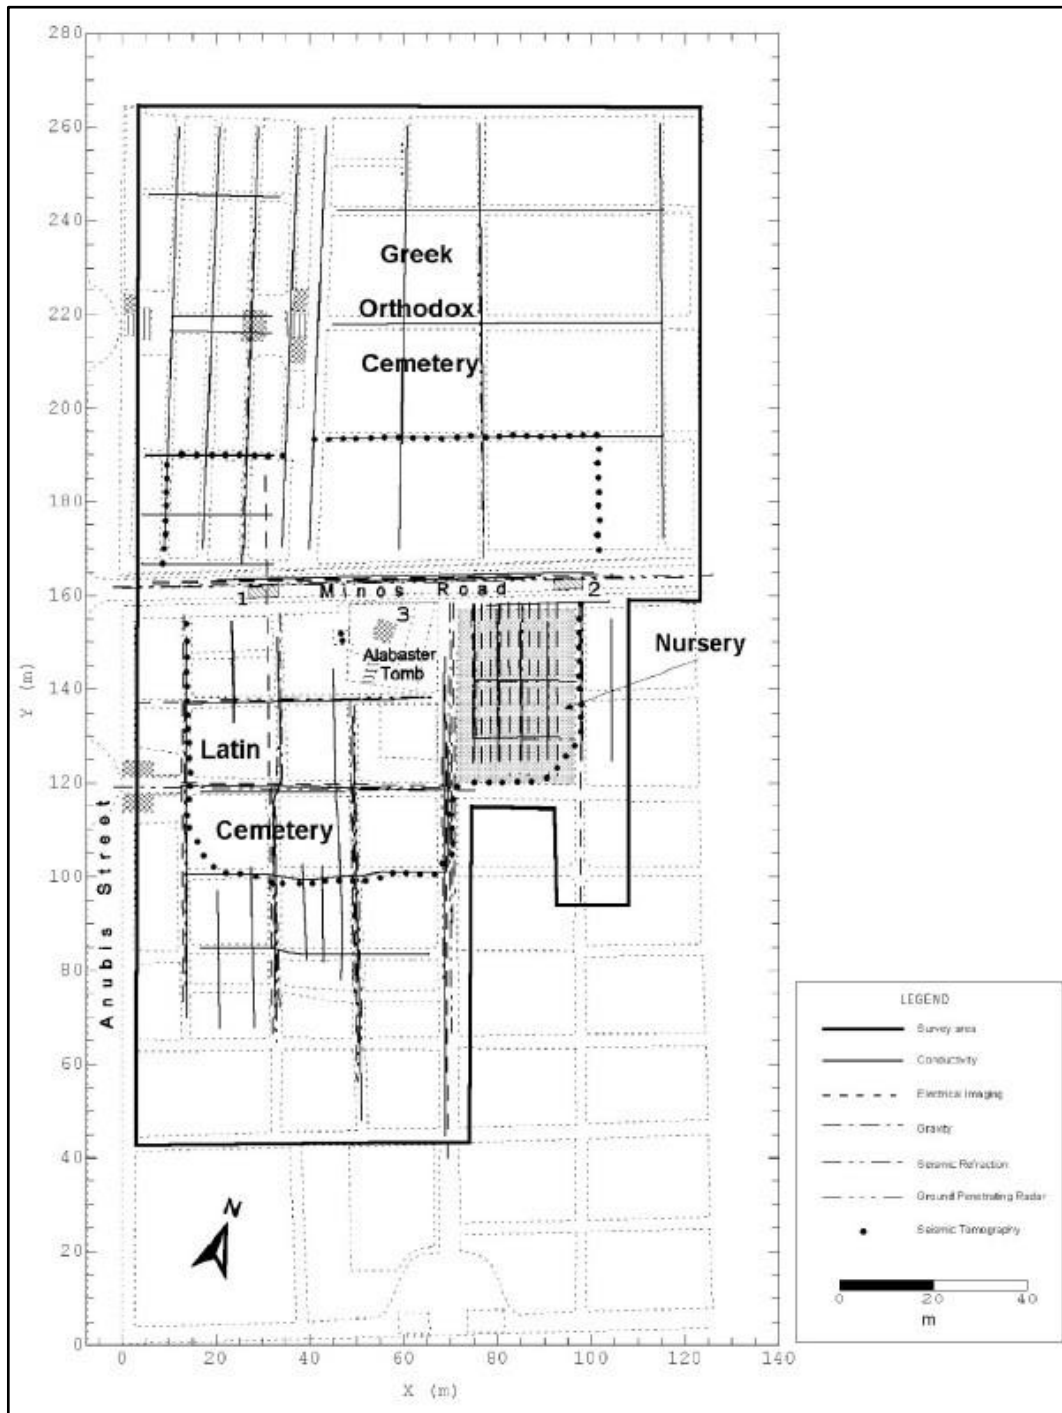 280
260
240
220
200
180
160
140
120
100
80
60
40
20
0
Y (m)
0 20 40 60 80 100 120 140
X (m)
Greek
Orthodox
Cemetery
Minos Road
1
2
3
Alabaster
Tomb
Nursery
Latin
Cemetery
Anubis Street
N
LEGEND
Survey area
Conductivity
Electrical Imaging
Gravity
Seismic Refraction
Ground Penetrating Radar
Seismic Tomography
0 20 40
m